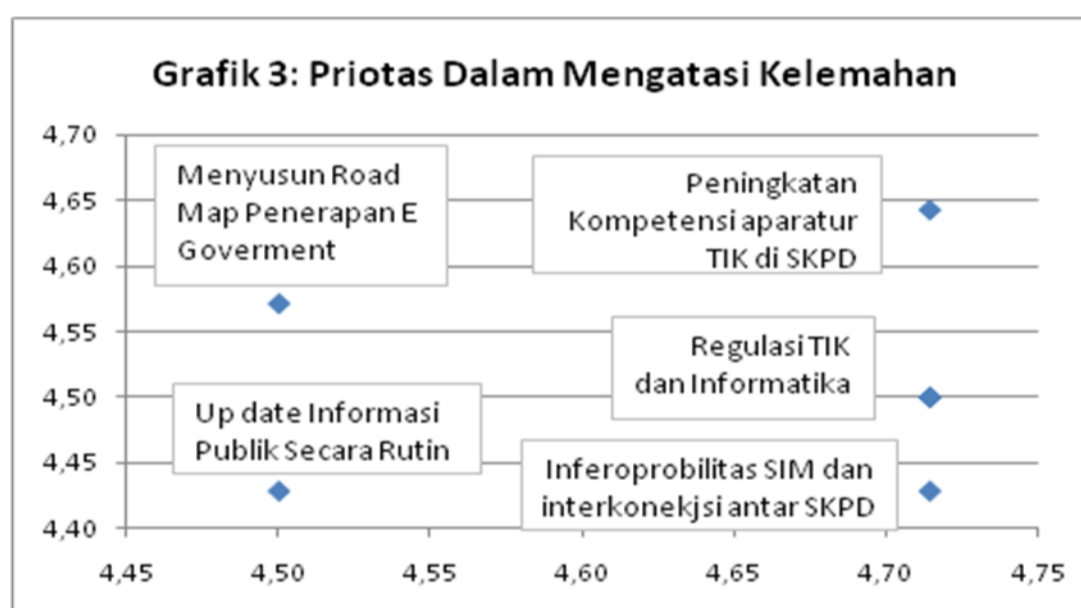 Grafik 3: Priotas Dalam Mengatasi Kelemahan
4,70
4,65
4,60
4,55
4,50
4,45
4,40
Menyusun Road
Map Penerapan E
Goverment
Peningkatan
Kompetensi aparatur
TIK di SKPD
Regulasi TIK
dan Informatika
Up date Informasi
Publik Secara Rutin
Inferoprobilitas SIM dan
interkonekjsi antar SKPD
4,45 4,50 4,55 4,60 4,65 4,70 4,75